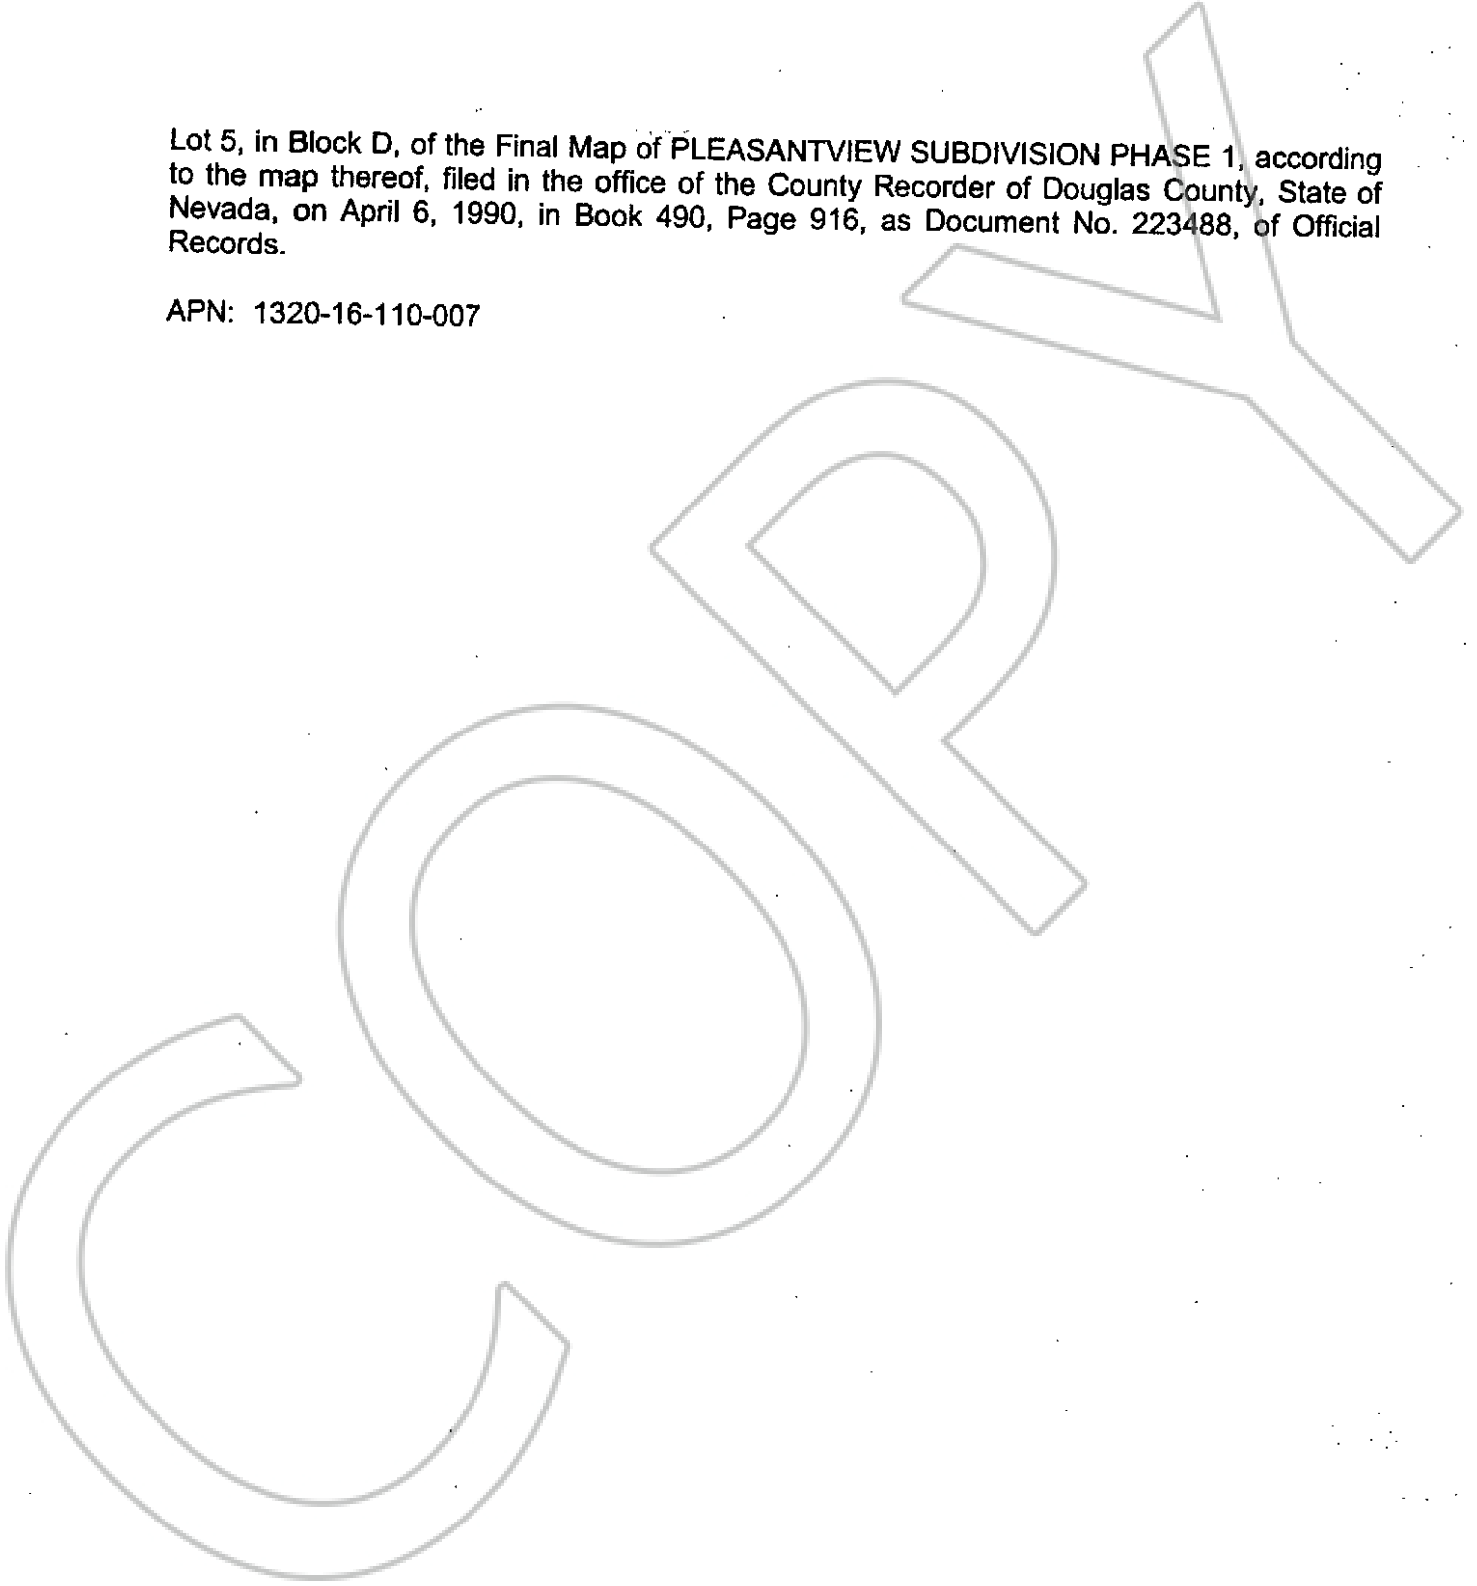 Lot 5, in Block D, of the Final Map of PLEASANTVIEW SUBDIVISION PHASE 1, according
to the map thereof, filed in the office of the County Recorder of Douglas County, State of
Nevada, on April 6, 1990, in Book 490, Page 916, as Document No. 223488, of Official
Records.
APN: 1320-16-110-007
COPY